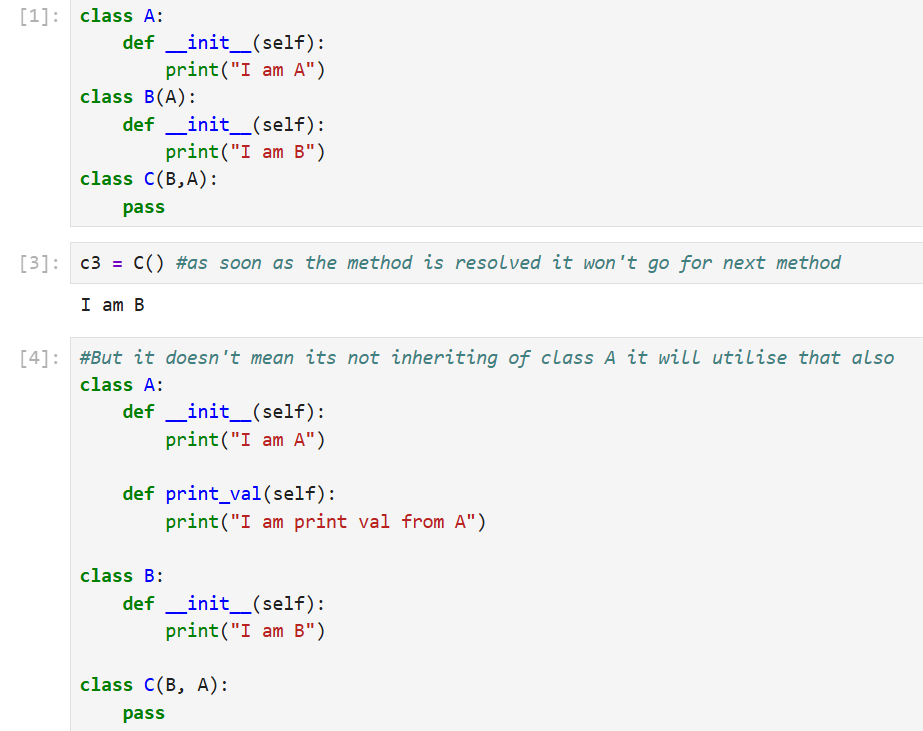 [1]: class A:
    def __init__(self):
        print("I am A")
class B(A):
    def __init__(self):
        print("I am B")
class C(B,A):
    pass
[3]: c3 = C() #as soon as the method is resolved it won't go for next method
I am B
[4]: #But it doesn't mean its not inheriting of class A it will utilise that also
class A:
    def __init__(self):
        print("I am A")
    def print_val(self):
        print("I am print val from A")
class B:
    def __init__(self):
        print("I am B")
class C(B, A):
    pass